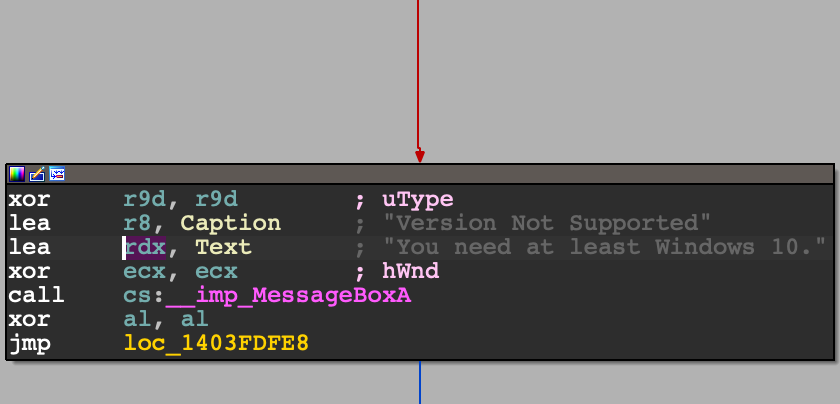 xor r9d, r9d ; uType
lea r8, Caption ; "Version Not Supported"
lea rdx, Text ; "You need at least Windows 10."
xor ecx, ecx ; hWnd
call cs:__imp_MessageBoxA
xor al, al
jmp loc_1403FDFE8